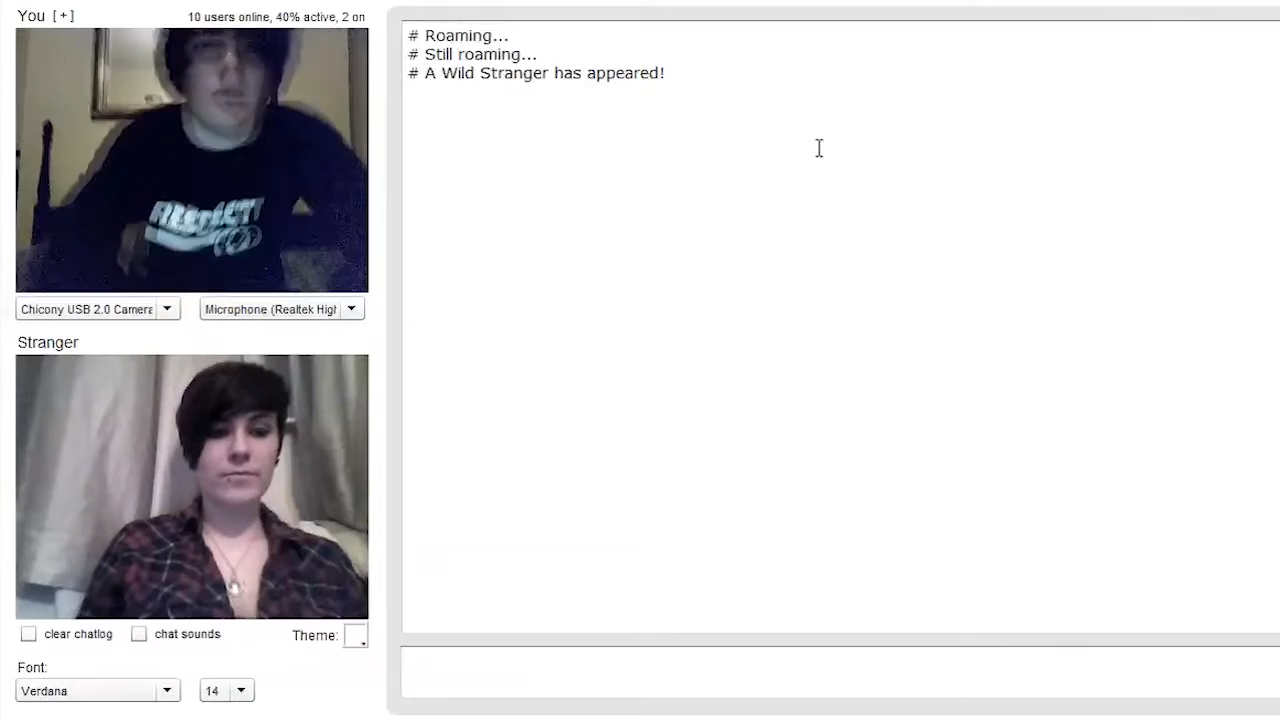 You [+]
10 users online, 40% active, 2 on
# Roaming...
# Still roaming...
# A Wild Stranger has appeared!
Chicony USB 2.0 Camera
Microphone (Realtek High
Stranger
clear chatlog
chat sounds
Theme:
Font:
Verdana
14